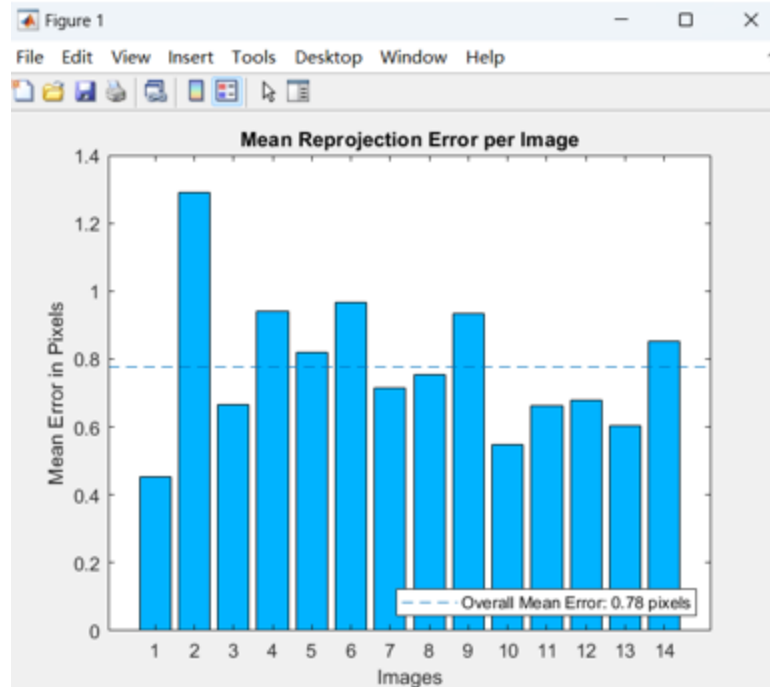 Figure 1
File Edit View Insert Tools Desktop Window Help
Mean Reprojection Error per Image
1.4
1.2
1
0.8
0.6
0.4
0.2
0
Mean Error in Pixels
Overall Mean Error: 0.78 pixels
1 2 3 4 5 6 7 8 9 10 11 12 13 14
Images